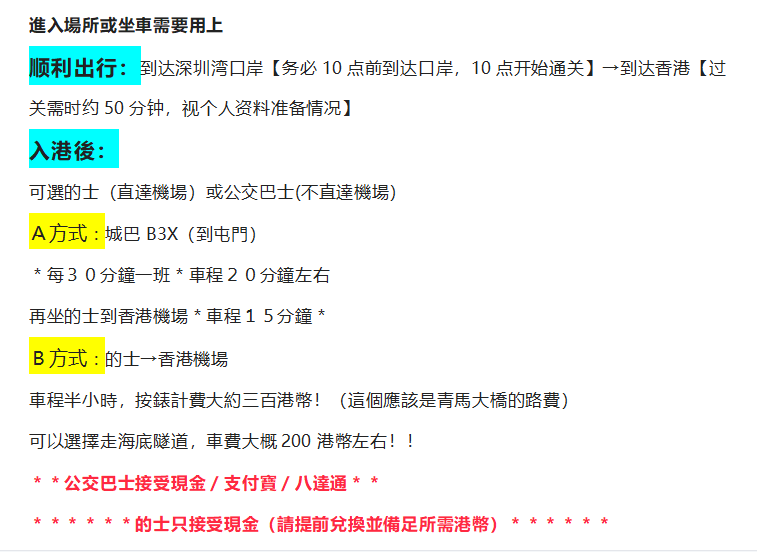 進入場所或坐車需要用上
顺利出行：到达深圳湾口岸【务必 10 点前到达口岸，10 点开始通关】→到达香港【过
关需时约 50 分钟，视个人资料准备情况】
入港後：
可選的士（直達機場）或公交巴士(不直達機場）
Ａ方式：城巴 B3X（到屯門）
＊每３０分鐘一班＊車程２０分鐘左右
再坐的士到香港機場＊車程１５分鐘＊
Ｂ方式：的士→香港機場
車程半小時，按錶計費大約三百港幣！（這個應該是青馬大橋的路費）
可以選擇走海底隧道，車費大概 200 港幣左右！！
＊＊公交巴士接受現金／支付寶／八達通＊＊
＊＊＊＊＊＊的士只接受現金（請提前兌換並備足所需港幣）＊＊＊＊＊＊